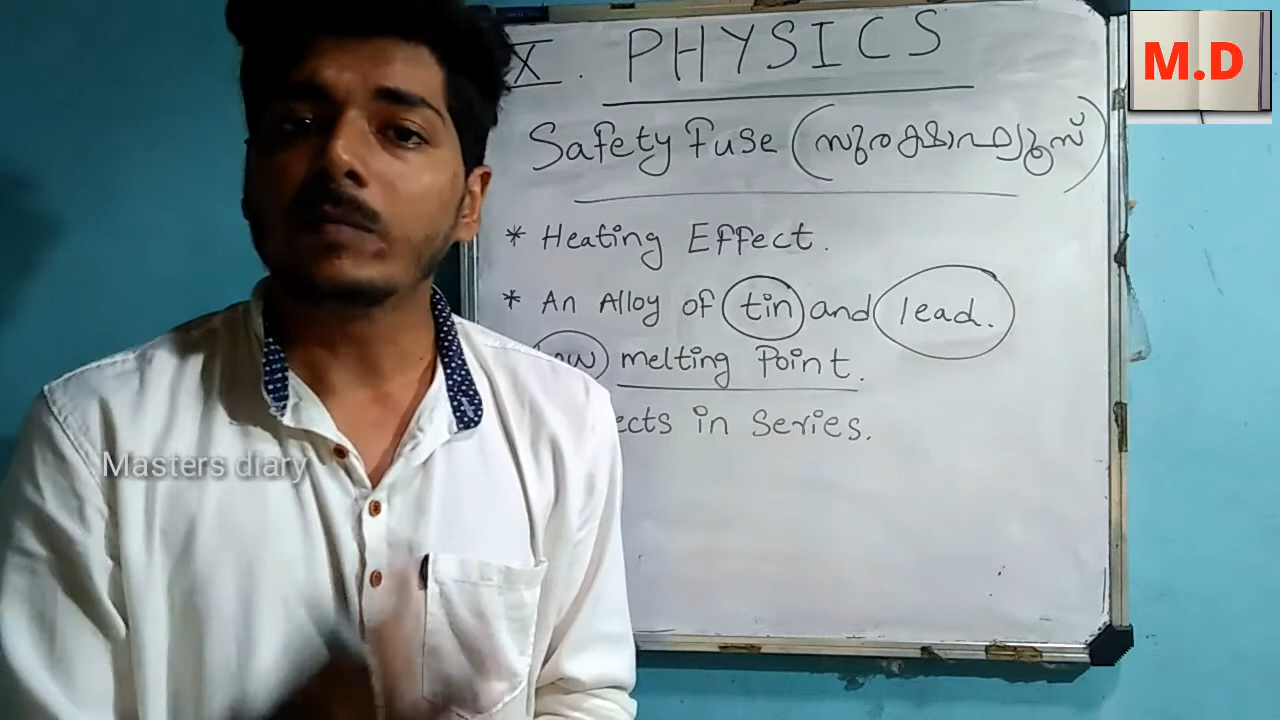 X. PHYSICS
M.D
Safety Fuse (സുരക്ഷാഫ്യൂസ്)
* Heating Effect.
* An Alloy of tin and lead.
melting Point.
in Series.
Masters diary